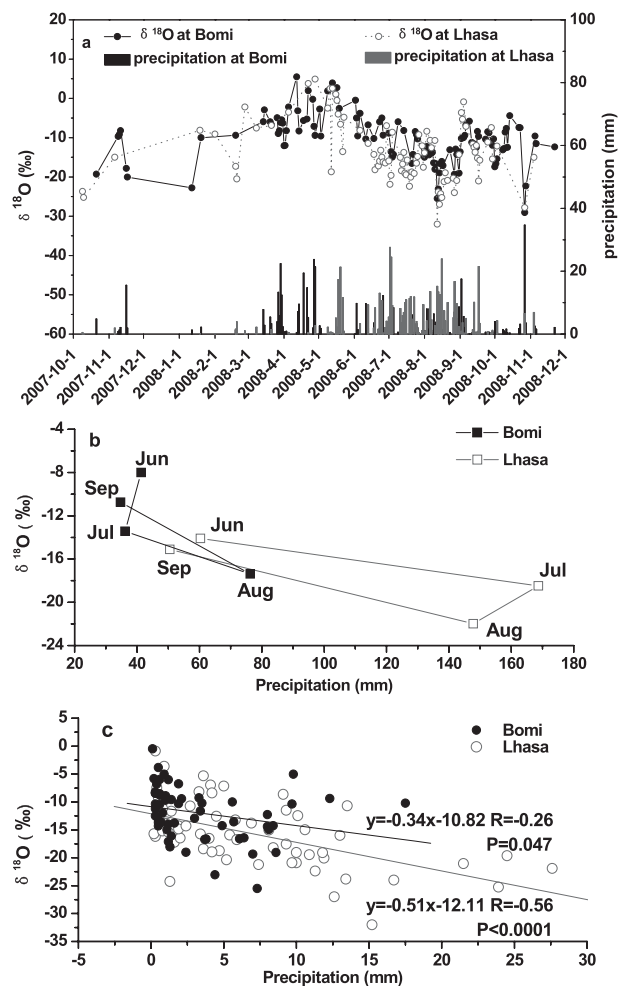 a
δ 18O at Bomi
δ 18O at Lhasa
precipitation at Bomi
precipitation at Lhasa
20
10
0
-10
-20
-30
-40
-50
-60
δ 18O (‰)
100
80
60
40
20
0
precipitation (mm)
2007-10-1
2007-11-1
2007-12-1
2008-1-1
2008-2-1
2008-3-1
2008-4-1
2008-5-1
2008-6-1
2008-7-1
2008-8-1
2008-9-1
2008-10-1
2008-11-1
2008-12-1
b
Bomi
Lhasa
-4
-8
-12
-16
-20
-24
δ 18O ( ‰)
Jun
Sep
Jul
Aug
Jun
Sep
Jul
Aug
20 40 60 80 100 120 140 160 180
Precipitation (mm)
c
Bomi
Lhasa
5
0
-5
-10
-15
-20
-25
-30
-35
δ 18O (‰)
y=-0.34x-10.82 R=-0.26
P=0.047
y=-0.51x-12.11 R=-0.56
P<0.0001
-5 0 5 10 15 20 25 30
Precipitation (mm)